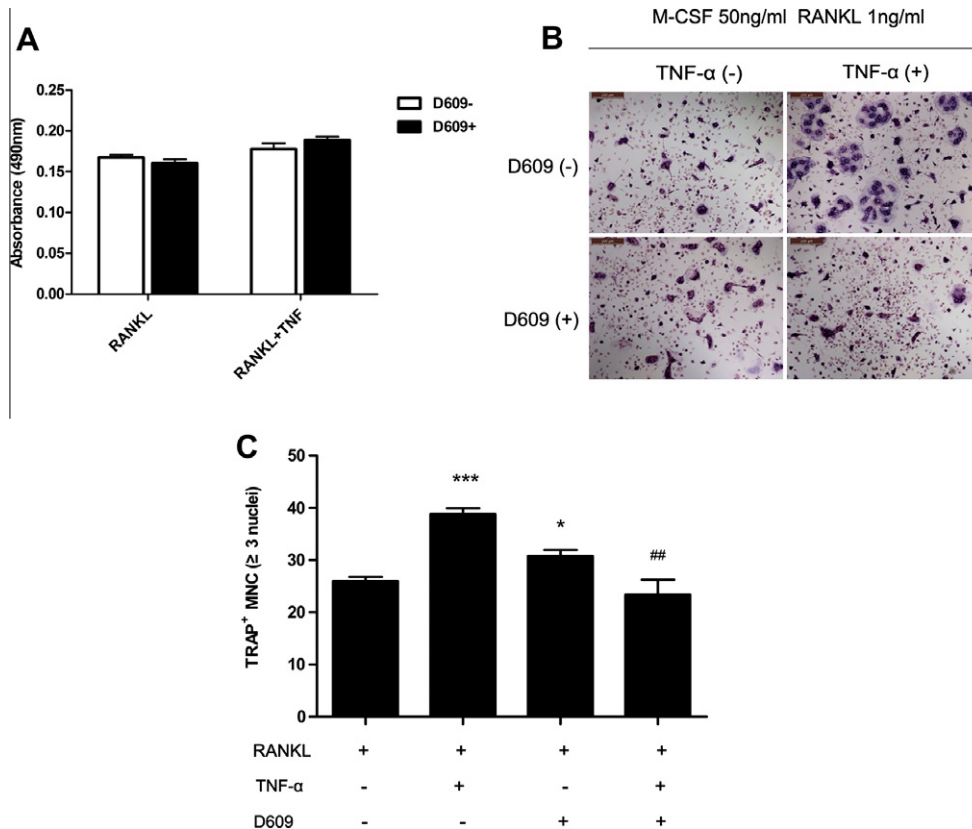 A
Absorbance (490nm)
0.25
0.20
0.15
0.10
0.05
0.00
D609-
D609+
RANKL
RANKL+TNF
B
M-CSF 50ng/ml RANKL 1ng/ml
TNF-α (-)
TNF-α (+)
D609 (-)
D609 (+)
C
TRAP⁺ MNC (≥ 3 nuclei)
50
40
30
20
10
0
***
*
##
RANKL + + + +
TNF-α - + - +
D609 - - + +